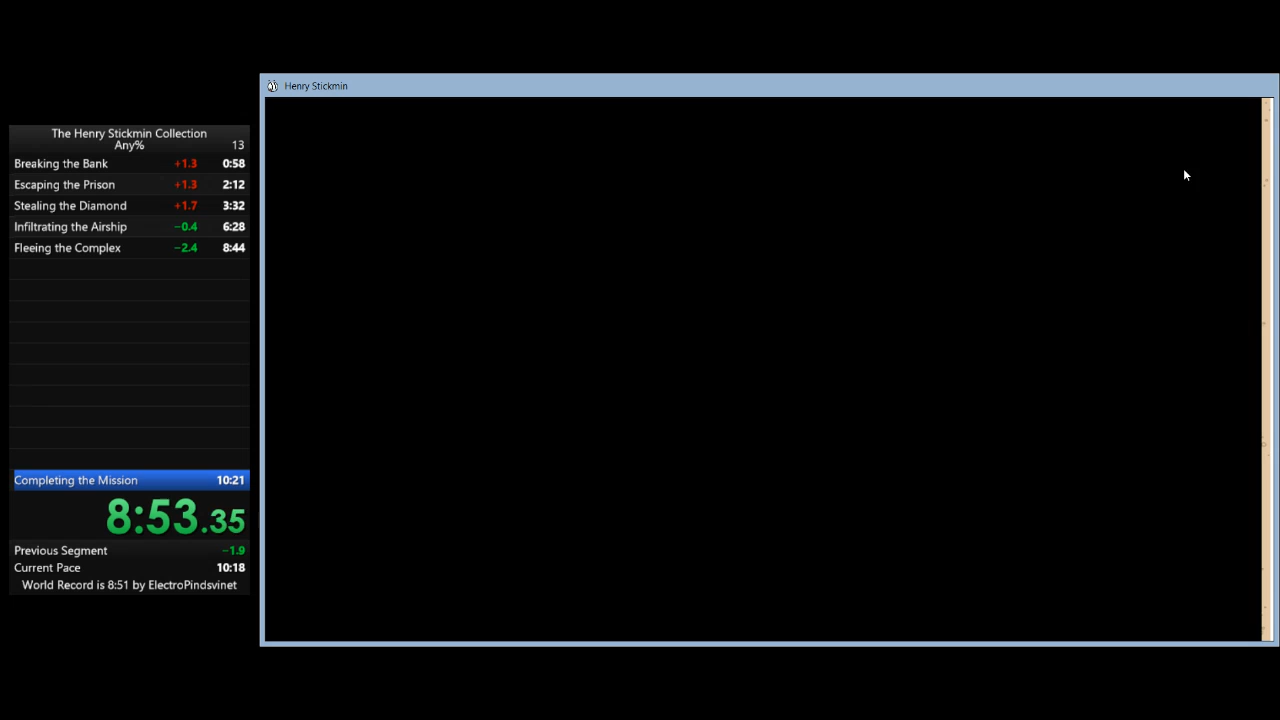 Henry Stickmin
The Henry Stickmin Collection
Any% 13
Breaking the Bank +1.3 0:58
Escaping the Prison +1.3 2:12
Stealing the Diamond +1.7 3:32
Infiltrating the Airship −0.4 6:28
Fleeing the Complex −2.4 8:44
Completing the Mission 10:21
8:53.35
Previous Segment −1.9
Current Pace 10:18
World Record is 8:51 by ElectroPindsvinet